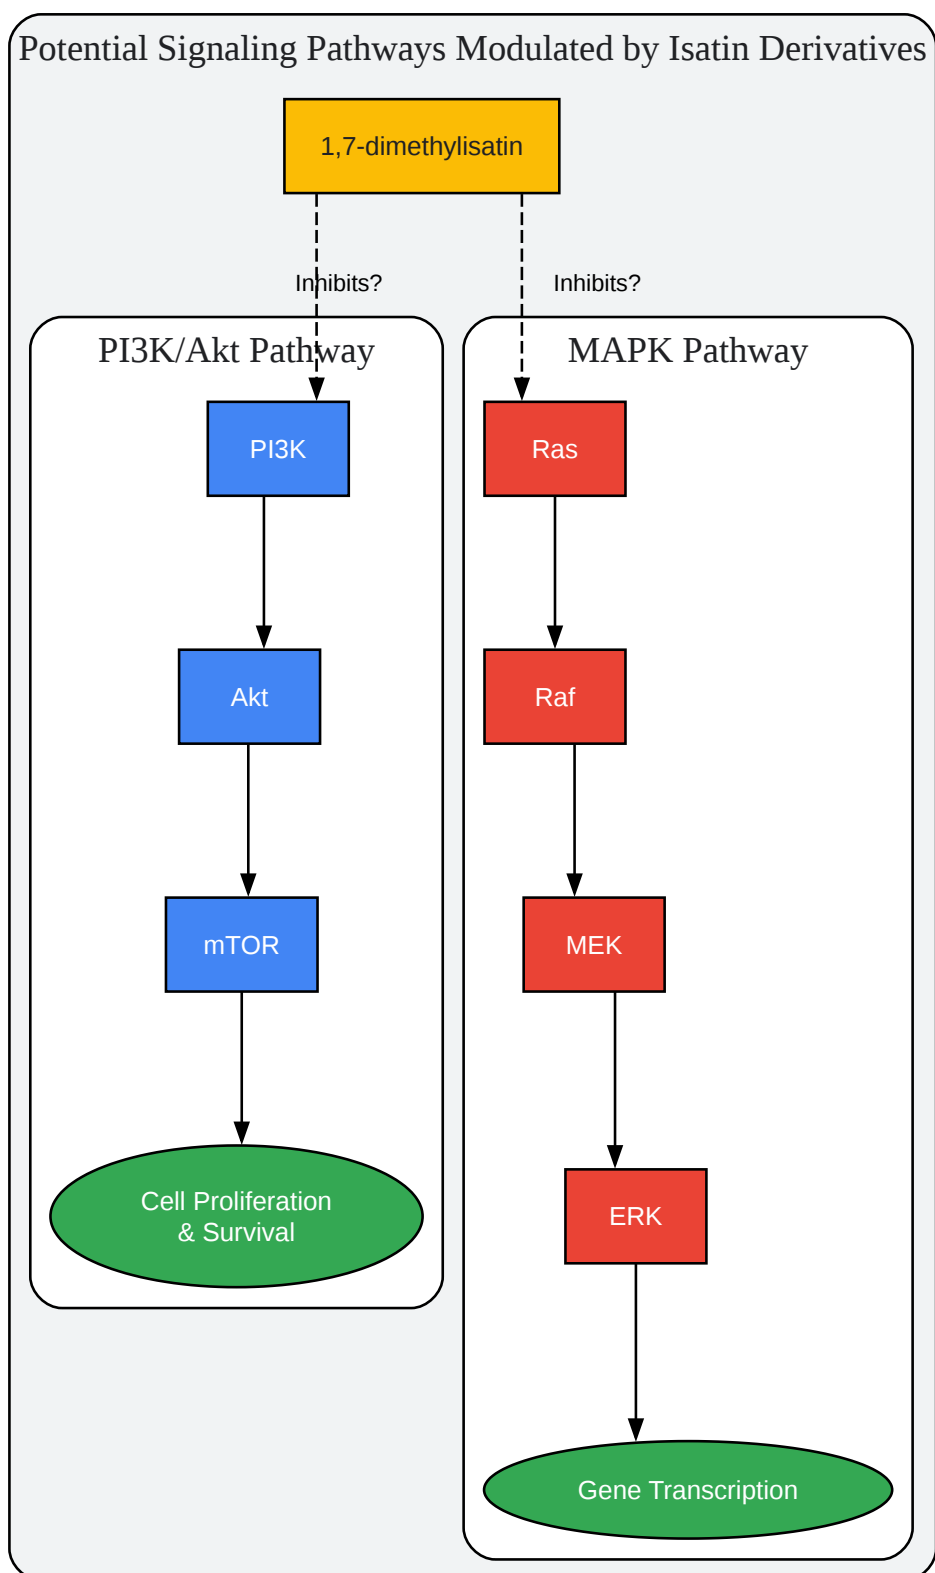 Potential Signaling Pathways Modulated by Isatin Derivatives
1,7-dimethylisatin
Inhibits?
Inhibits?
PI3K/Akt Pathway
PI3K
Akt
mTOR
Cell Proliferation
& Survival
MAPK Pathway
Ras
Raf
MEK
ERK
Gene Transcription